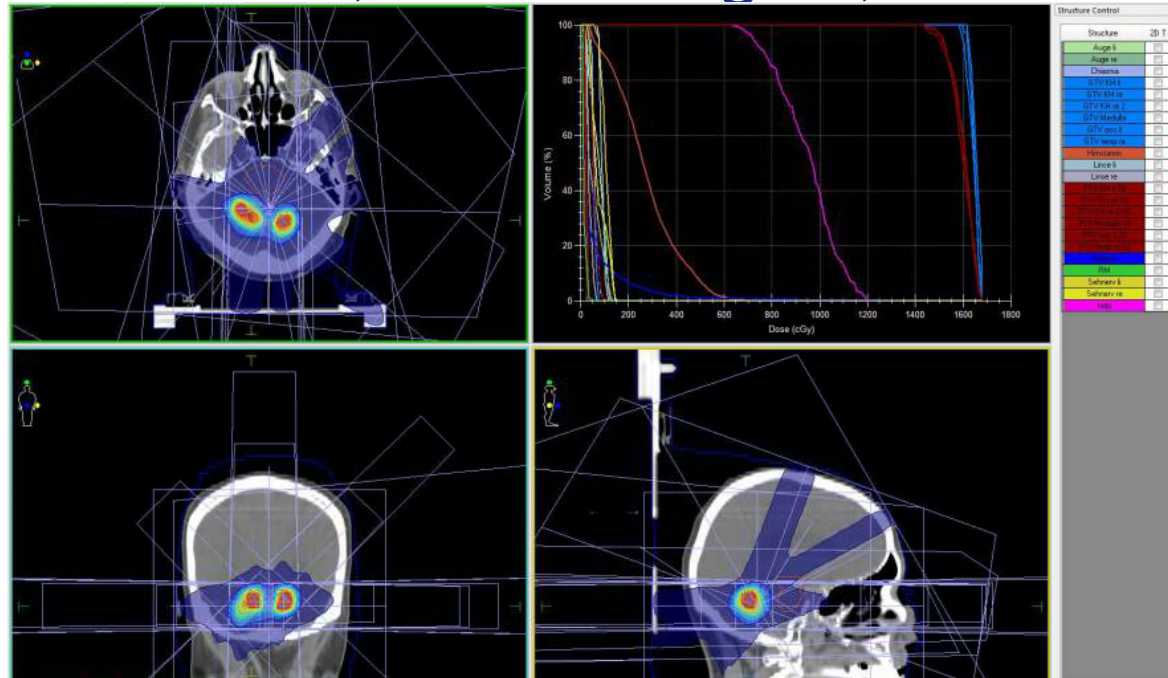 Structure Control
Structure 2D T
Auge li
Auge re
Chiasma
GTV KH li
GTV KH re
GTV KH re 2
GTV Medulla
GTV occ li
GTV temp re
Hirnstamm
Linse li
Linse re
RM
Sehnerv li
Sehnerv re
Volume (%)
100
80
60
40
20
0
0 200 400 600 800 1000 1200 1400 1600 1800
Dose (cGy)